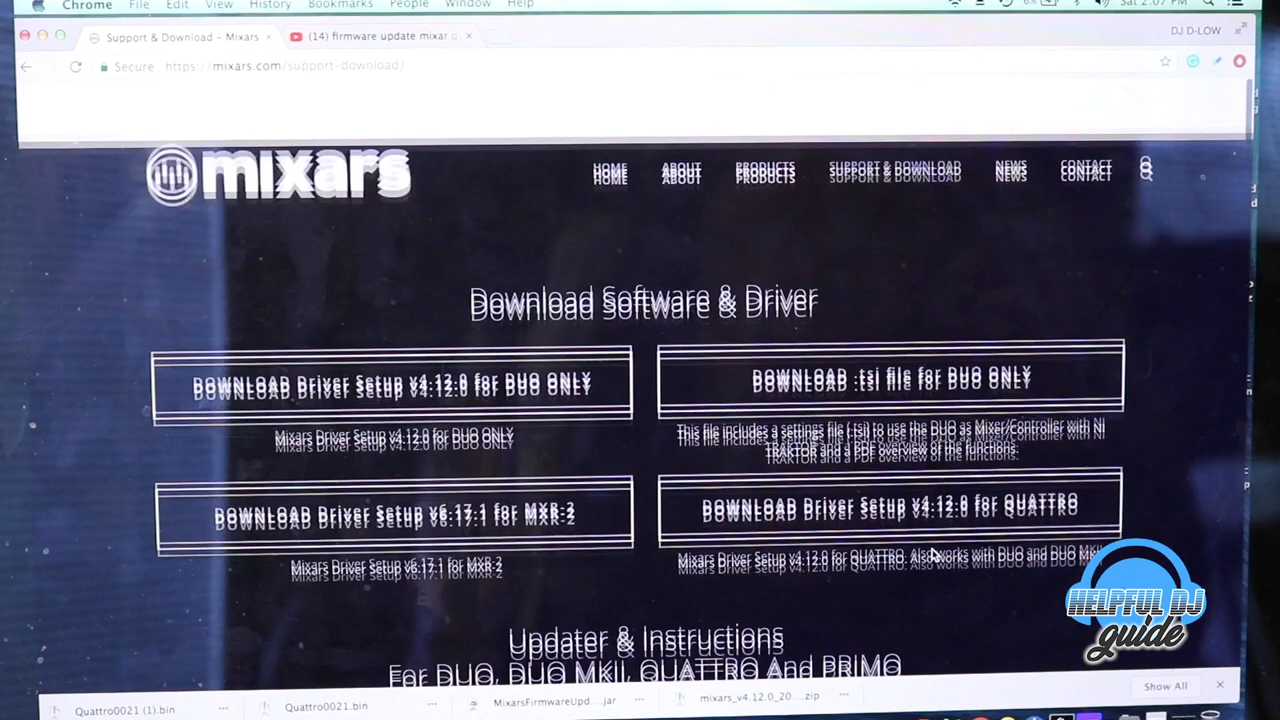 Chrome File Edit View History Bookmarks People Window Help
6% Sat 2:07 PM
Support & Download – Mixars
(14) firmware update mixar
DJ D-LOW
Secure https://mixars.com/support-download/
mixars
HOME ABOUT PRODUCTS SUPPORT & DOWNLOAD NEWS CONTACT
Download Software & Driver
DOWNLOAD Driver Setup v4.12.0 for DUO ONLY
Mixars Driver Setup v4.12.0 for DUO ONLY
DOWNLOAD .tsi file for DUO ONLY
This file includes a settings file (.tsi) to use the DUO as Mixer/Controller with NI
TRAKTOR and a PDF overview of the functions.
DOWNLOAD Driver Setup v6.17.1 for MXR-2
Mixars Driver Setup v6.17.1 for MXR-2
DOWNLOAD Driver Setup v4.12.0 for QUATTRO
Mixars Driver Setup v4.12.0 for QUATTRO. Also works with DUO and DUO MKII
HELPFUL DJ
guide
Updater & Instructions
For DUO, DUO MKII, QUATTRO And PRIMO
Quattro0021 (1).bin
Quattro0021.bin
MixarsFirmwareUpd....jar
mixars_v4.12.0_20....zip
Show All